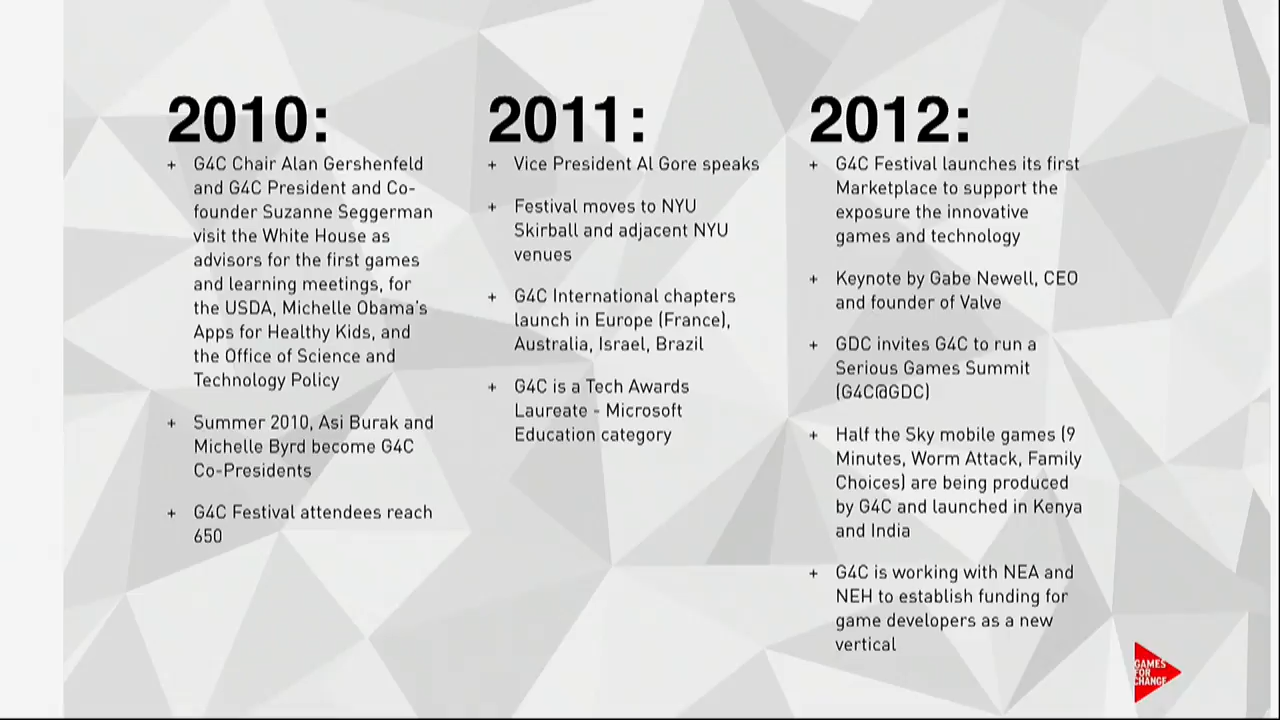 2010:
+ G4C Chair Alan Gershenfeld
and G4C President and Co-
founder Suzanne Seggerman
visit the White House as
advisors for the first games
and learning meetings, for
the USDA, Michelle Obama's
Apps for Healthy Kids, and
the Office of Science and
Technology Policy
+ Summer 2010, Asi Burak and
Michelle Byrd become G4C
Co-Presidents
+ G4C Festival attendees reach
650
2011:
+ Vice President Al Gore speaks
+ Festival moves to NYU
Skirball and adjacent NYU
venues
+ G4C International chapters
launch in Europe (France),
Australia, Israel, Brazil
+ G4C is a Tech Awards
Laureate - Microsoft
Education category
2012:
+ G4C Festival launches its first
Marketplace to support the
exposure the innovative
games and technology
+ Keynote by Gabe Newell, CEO
and founder of Valve
+ GDC invites G4C to run a
Serious Games Summit
(G4C@GDC)
+ Half the Sky mobile games (9
Minutes, Worm Attack, Family
Choices) are being produced
by G4C and launched in Kenya
and India
+ G4C is working with NEA and
NEH to establish funding for
game developers as a new
vertical
GAMES
FOR
CHANGE